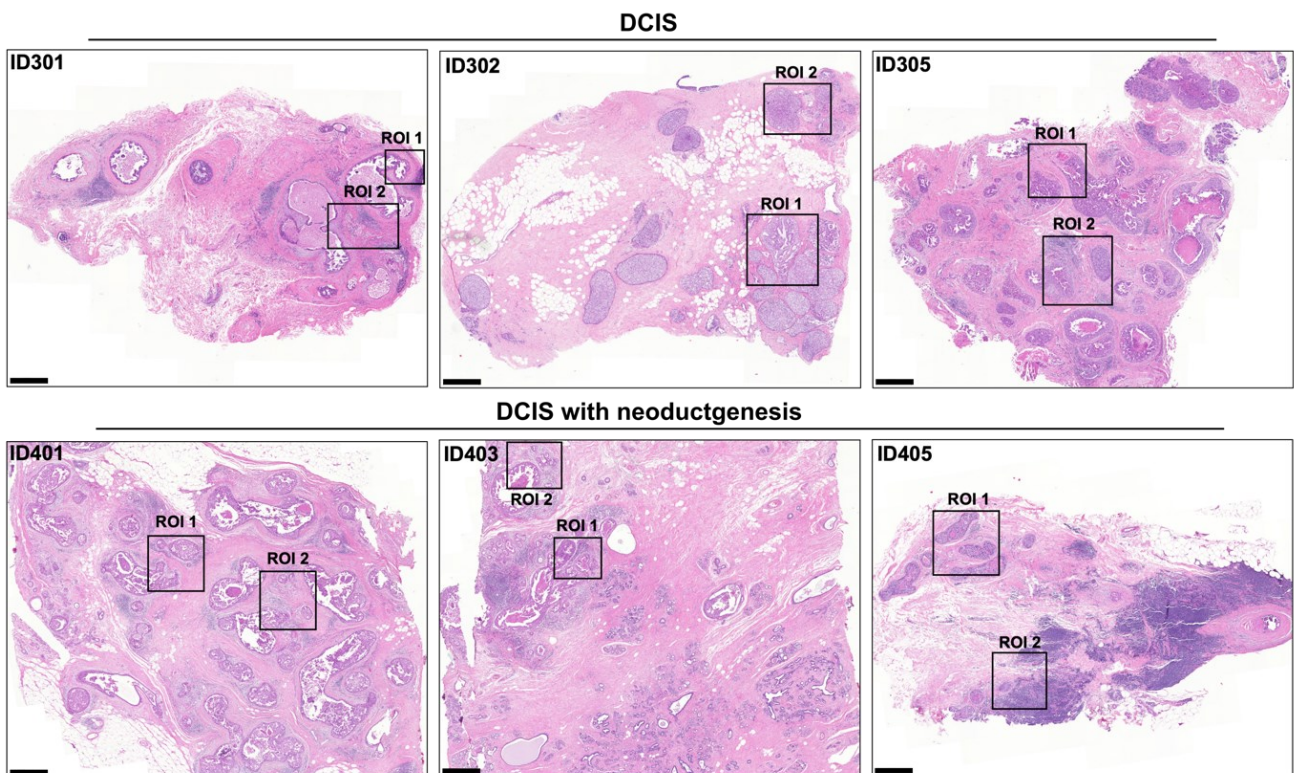 DCIS
ID301
ROI 1
ROI 2
ID302
ROI 2
ROI 1
ID305
ROI 1
ROI 2
DCIS with neoductgenesis
ID401
ROI 1
ROI 2
ID403
ROI 2
ROI 1
ID405
ROI 1
ROI 2